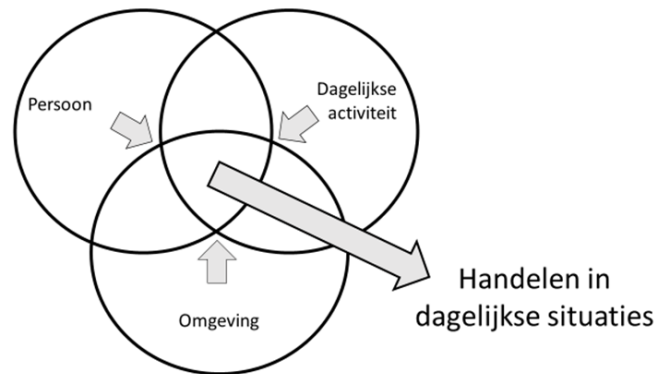 Persoon
Dagelijkse
activiteit
Omgeving
Handelen in
dagelijkse situaties